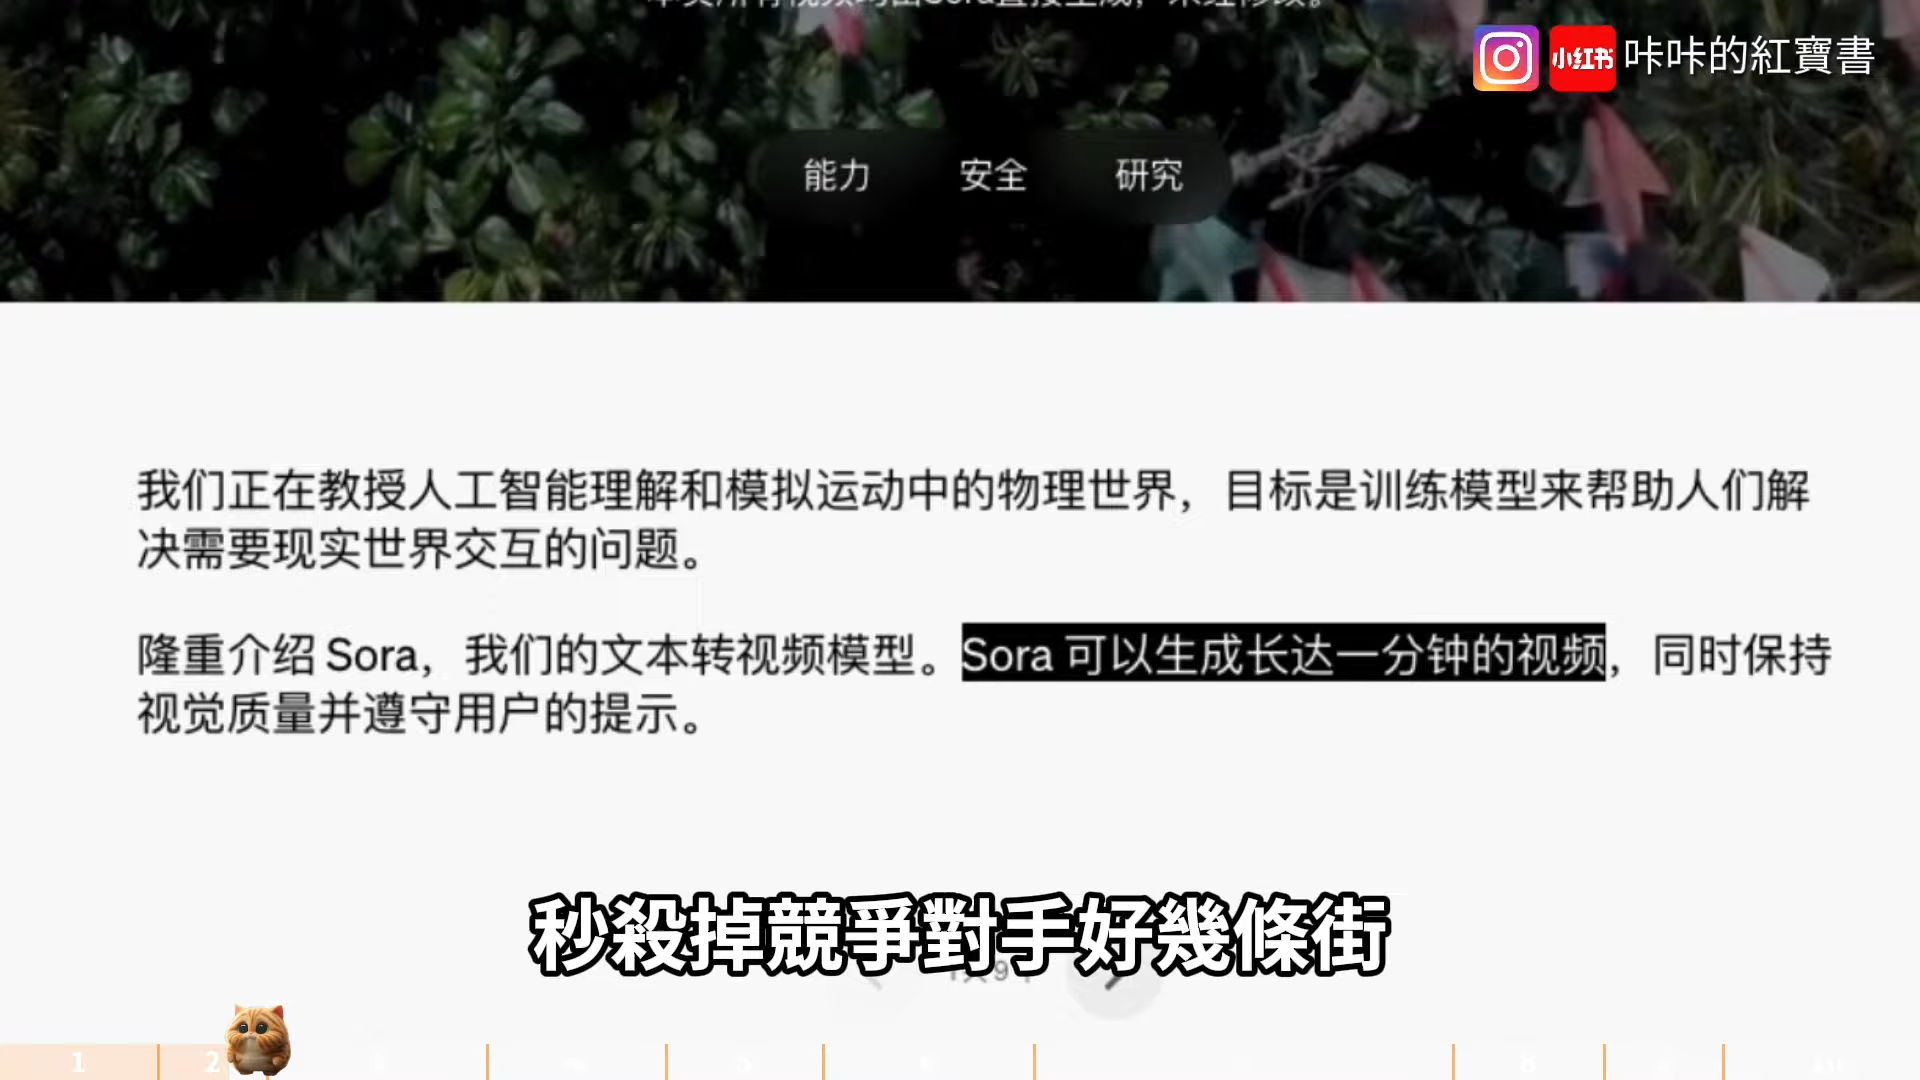 小红书 咔咔的紅寶書
能力 安全 研究
我们正在教授人工智能理解和模拟运动中的物理世界，目标是训练模型来帮助人们解
决需要现实世界交互的问题。
隆重介绍 Sora，我们的文本转视频模型。Sora 可以生成长达一分钟的视频，同时保持
视觉质量并遵守用户的提示。
秒殺掉競爭對手好幾條街
1 2 8